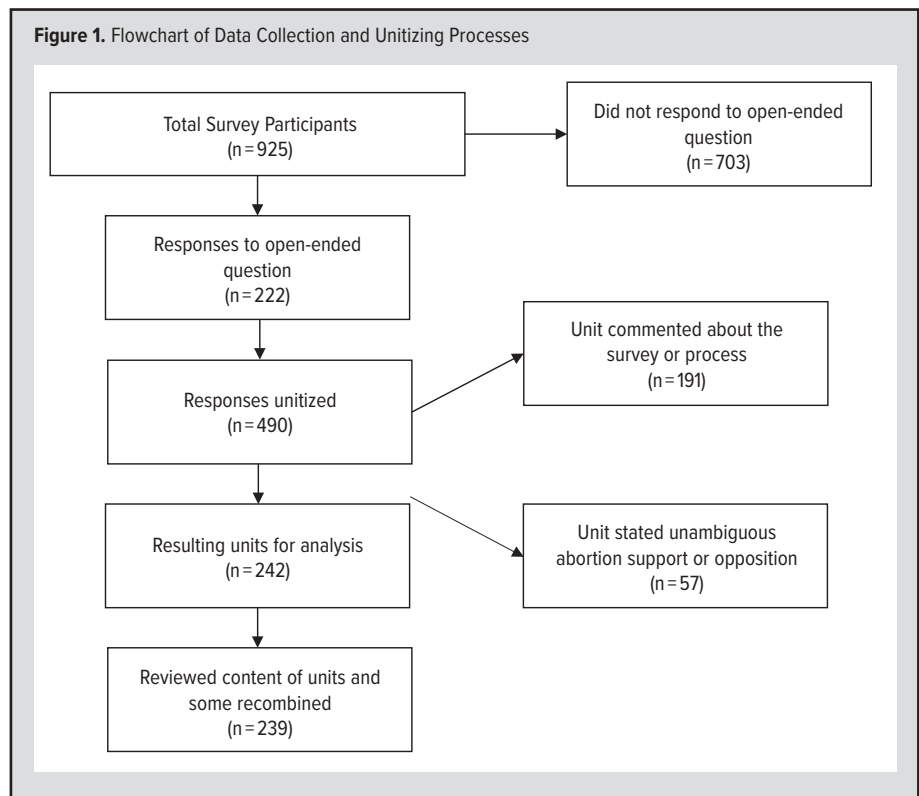 Figure 1. Flowchart of Data Collection and Unitizing Processes
Total Survey Participants
(n=925)
Did not respond to open-ended
question
(n=703)
Responses to open-ended
question
(n=222)
Unit commented about the
survey or process
(n=191)
Responses unitized
(n=490)
Resulting units for analysis
(n=242)
Unit stated unambiguous
abortion support or opposition
(n=57)
Reviewed content of units and
some recombined
(n=239)